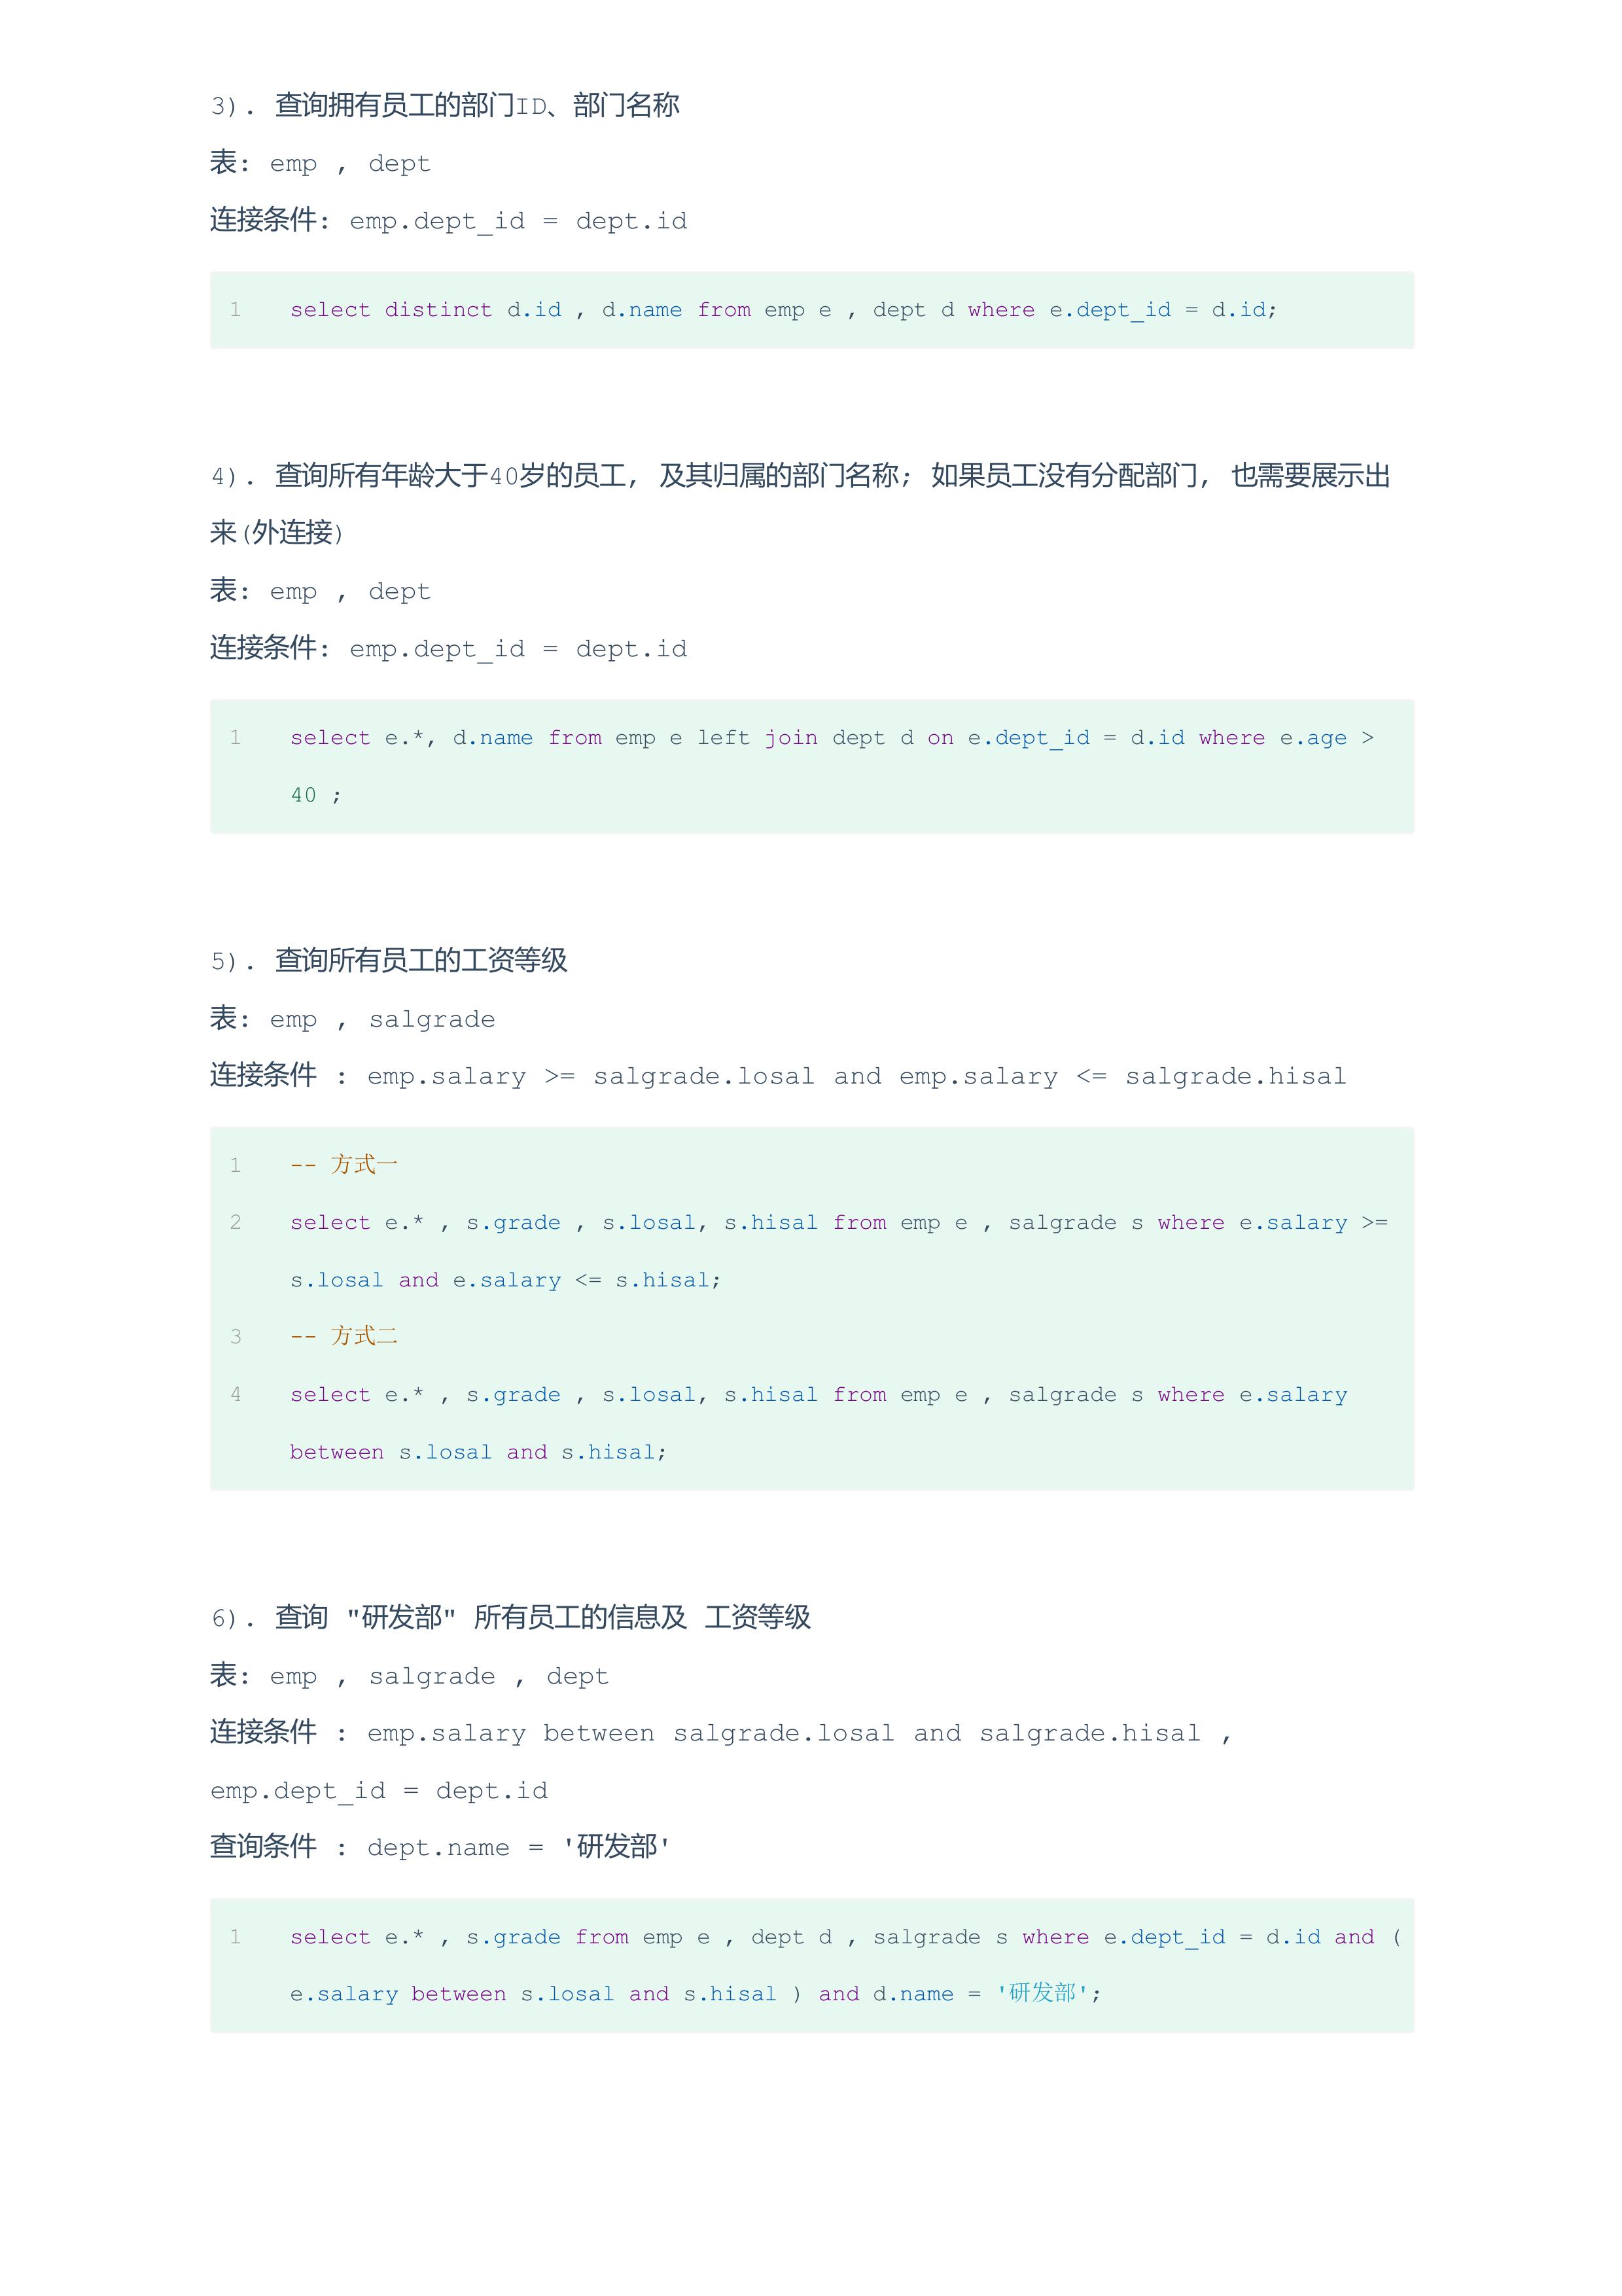 3). 查询拥有员工的部门ID、部门名称
表: emp , dept
连接条件: emp.dept_id = dept.id
1 select distinct d.id , d.name from emp e , dept d where e.dept_id = d.id;
4). 查询所有年龄大于40岁的员工, 及其归属的部门名称; 如果员工没有分配部门, 也需要展示出
来(外连接)
表: emp , dept
连接条件: emp.dept_id = dept.id
1 select e.*, d.name from emp e left join dept d on e.dept_id = d.id where e.age >
40 ;
5). 查询所有员工的工资等级
表: emp , salgrade
连接条件 : emp.salary >= salgrade.losal and emp.salary <= salgrade.hisal
1 -- 方式一
2 select e.* , s.grade , s.losal, s.hisal from emp e , salgrade s where e.salary >=
s.losal and e.salary <= s.hisal;
3 -- 方式二
4 select e.* , s.grade , s.losal, s.hisal from emp e , salgrade s where e.salary
between s.losal and s.hisal;
6). 查询 "研发部" 所有员工的信息及 工资等级
表: emp , salgrade , dept
连接条件 : emp.salary between salgrade.losal and salgrade.hisal ,
emp.dept_id = dept.id
查询条件 : dept.name = '研发部'
1 select e.* , s.grade from emp e , dept d , salgrade s where e.dept_id = d.id and (
e.salary between s.losal and s.hisal ) and d.name = '研发部';